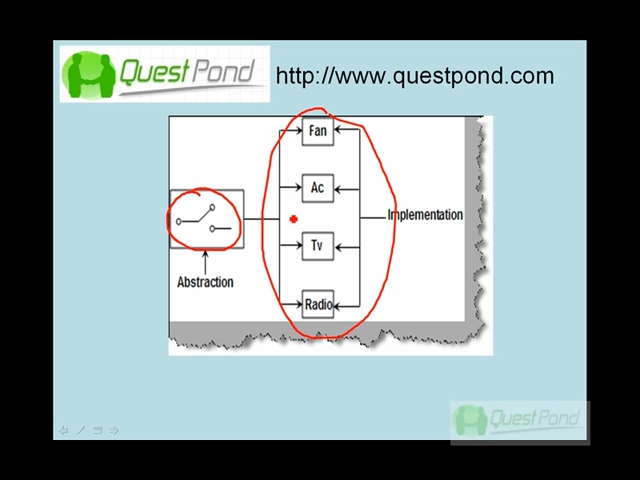 QuestPond http://www.questpond.com
Fan
Ac
Implementation
Tv
Abstraction
Radio
QuestPond